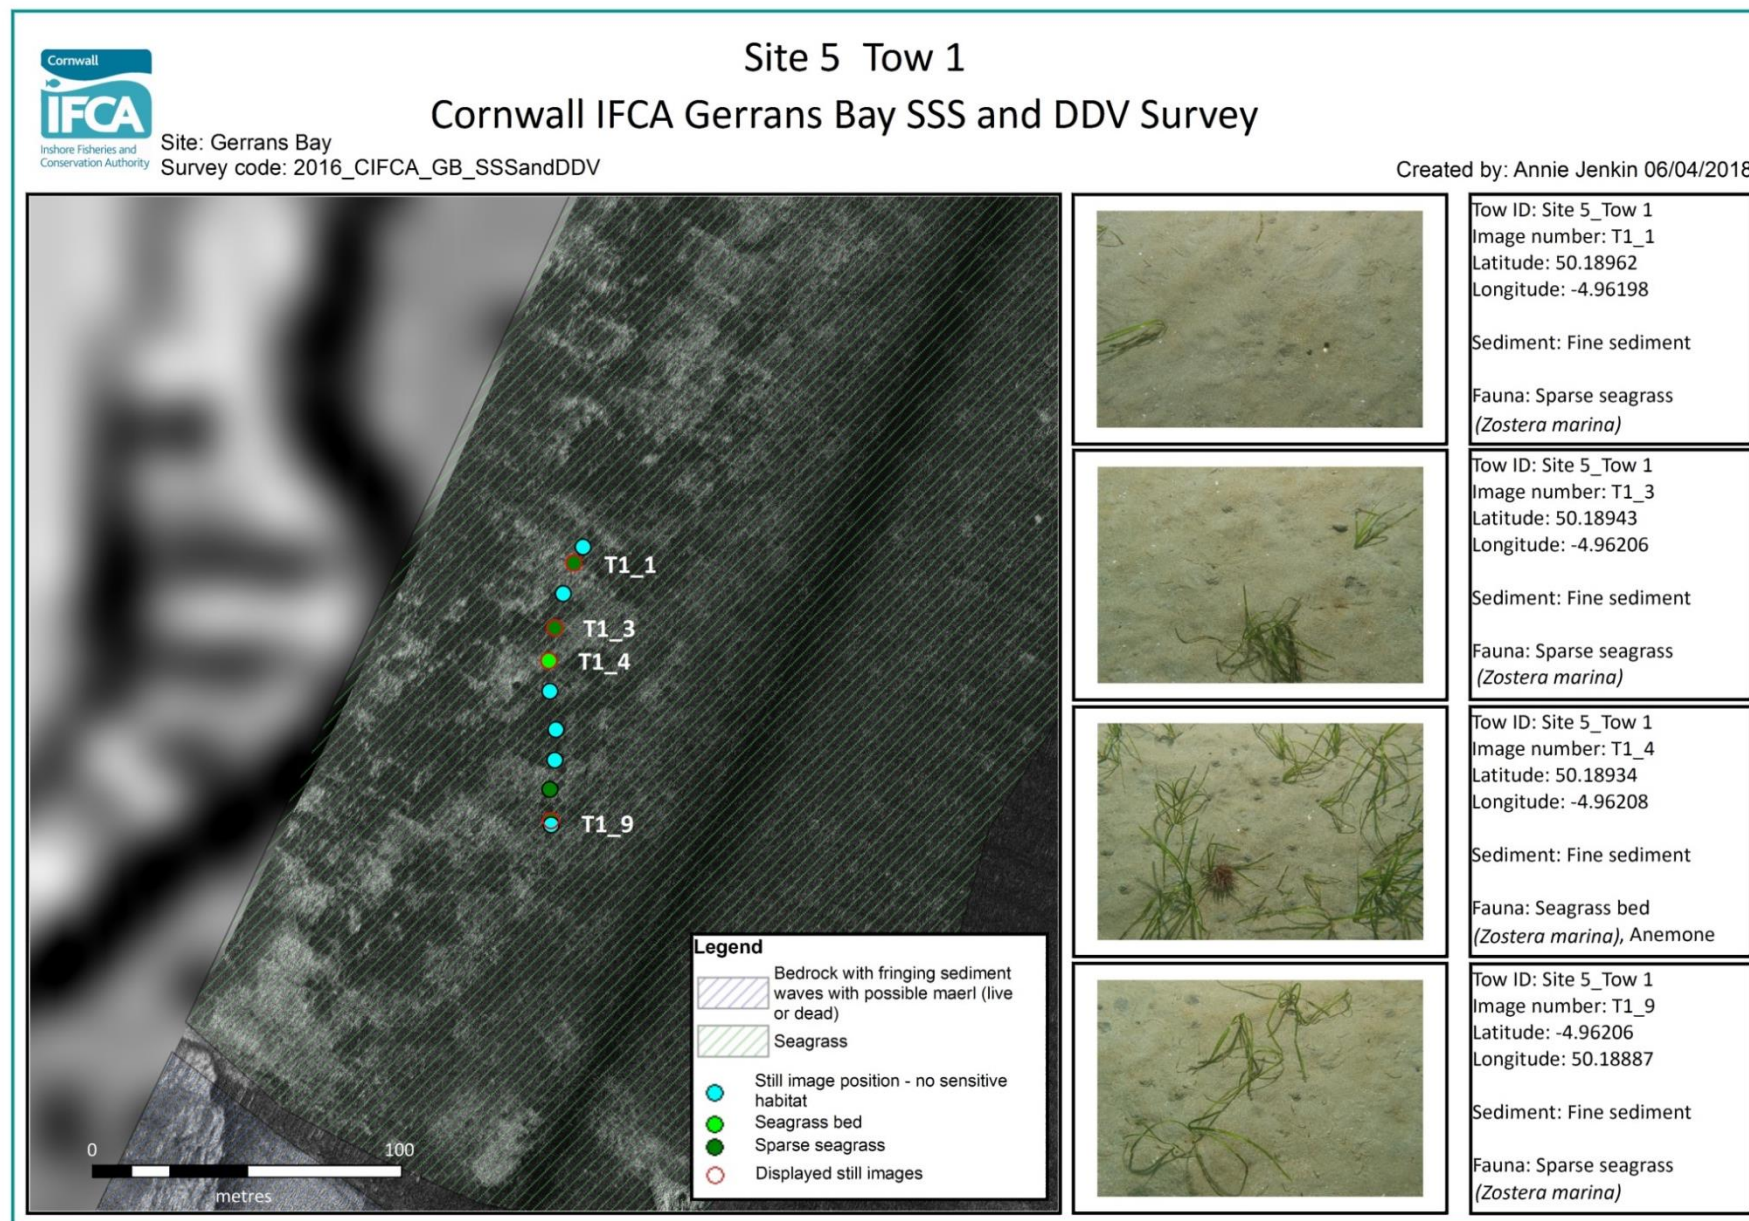 Site 5 Tow 1
Cornwall IFCA Gerrans Bay SSS and DDV Survey
Cornwall
IFCA
Inshore Fisheries and
Conservation Authority
Site: Gerrans Bay
Survey code: 2016_CIFCA_GB_SSSandDDV
Created by: Annie Jenkin 06/04/2018
T1_1
T1_3
T1_4
T1_9
Legend
Bedrock with fringing sediment
waves with possible maerl (live
or dead)
Seagrass
Still image position - no sensitive
habitat
Seagrass bed
Sparse seagrass
Displayed still images
0 100
metres
Tow ID: Site 5_Tow 1
Image number: T1_1
Latitude: 50.18962
Longitude: -4.96198
Sediment: Fine sediment
Fauna: Sparse seagrass
(Zostera marina)
Tow ID: Site 5_Tow 1
Image number: T1_3
Latitude: 50.18943
Longitude: -4.96206
Sediment: Fine sediment
Fauna: Sparse seagrass
(Zostera marina)
Tow ID: Site 5_Tow 1
Image number: T1_4
Latitude: 50.18934
Longitude: -4.96208
Sediment: Fine sediment
Fauna: Seagrass bed
(Zostera marina), Anemone
Tow ID: Site 5_Tow 1
Image number: T1_9
Latitude: -4.96206
Longitude: 50.18887
Sediment: Fine sediment
Fauna: Sparse seagrass
(Zostera marina)